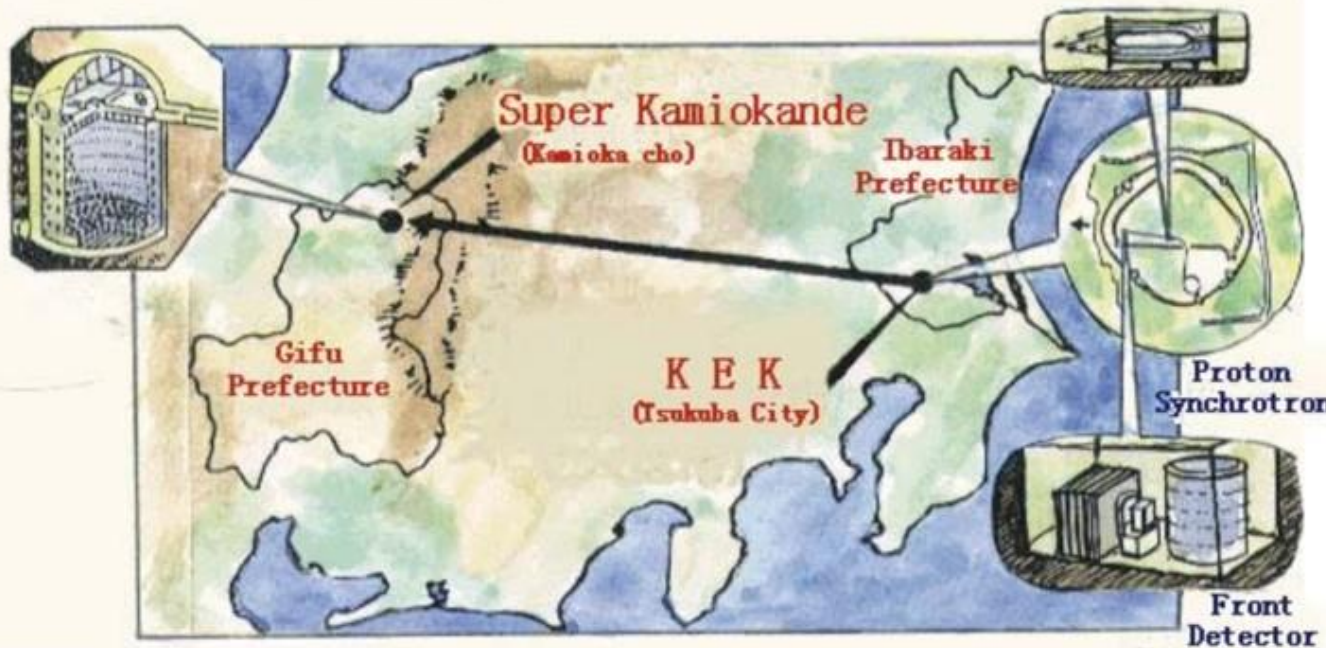 Super Kamiokande
(Kamioka cho)
Ibaraki
Prefecture
Gifu
Prefecture
K E K
(Tsukuba City)
Proton
Synchrotron
Front
Detector